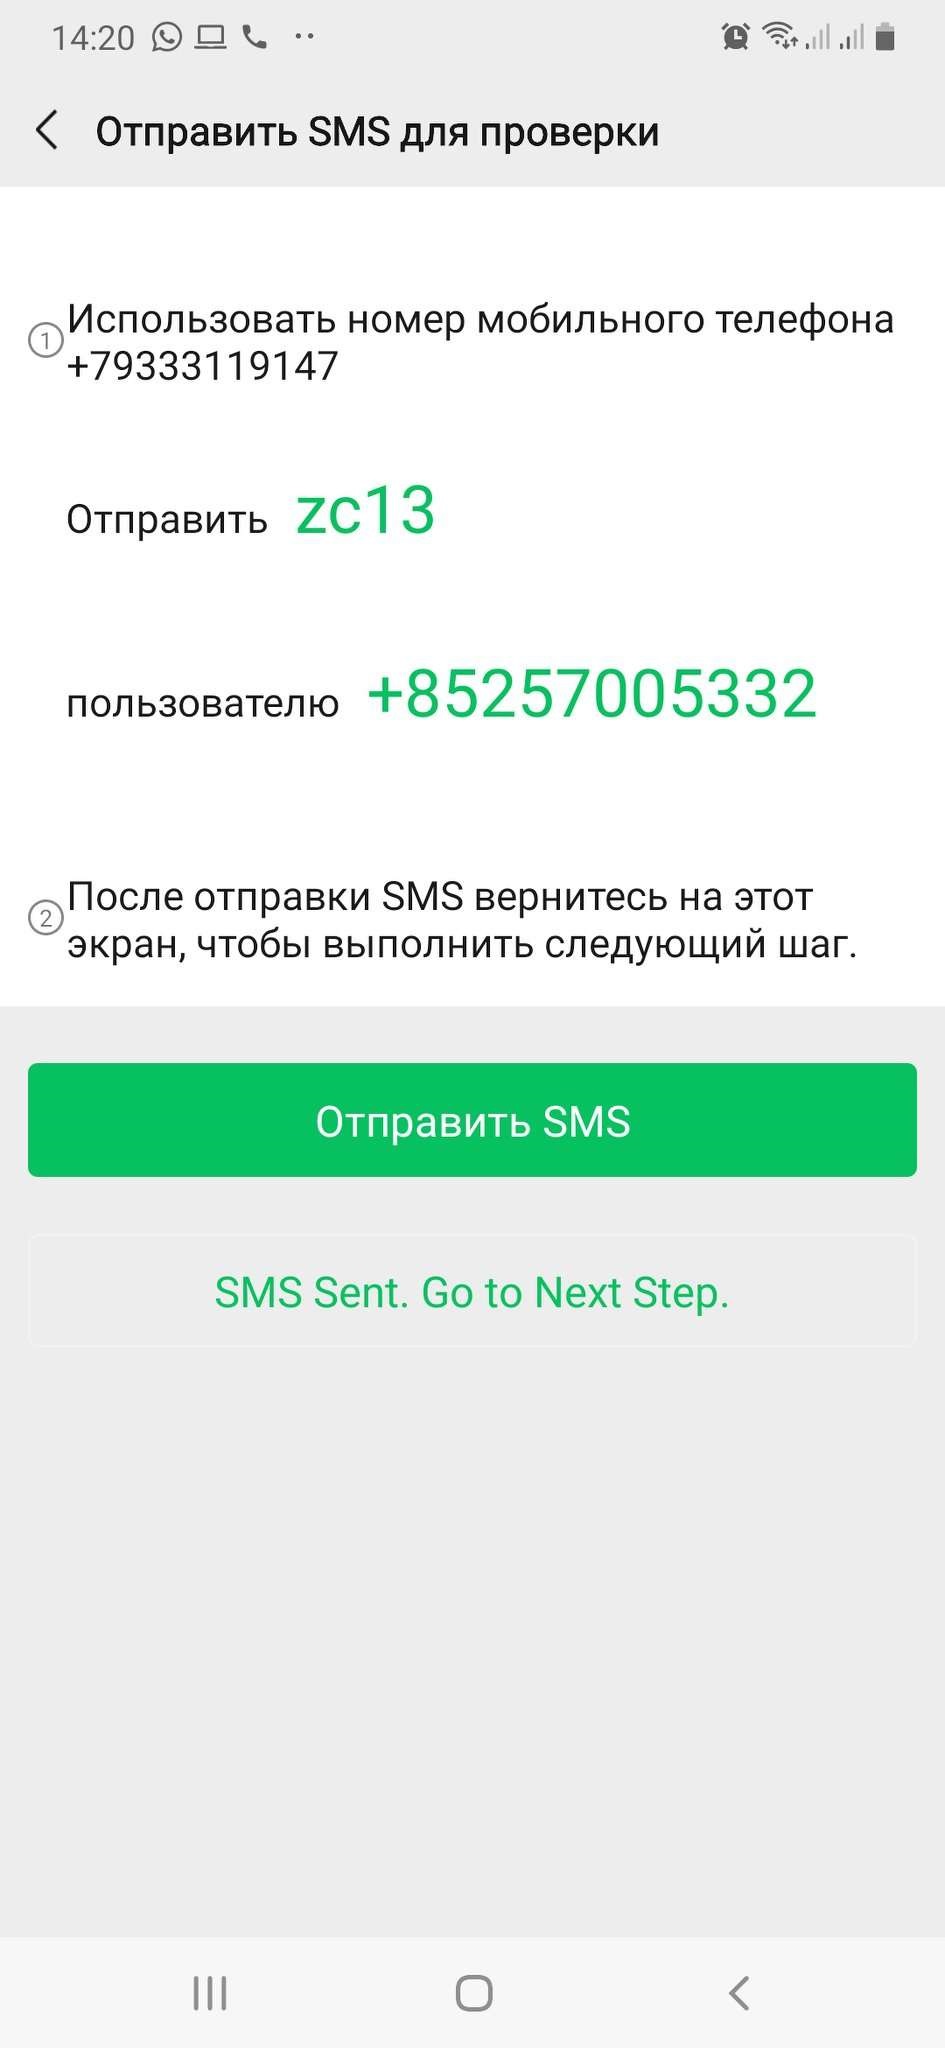 14:20
Отправить SMS для проверки
1 Использовать номер мобильного телефона
+79333119147
Отправить zc13
пользователю +85257005332
2 После отправки SMS вернитесь на этот
экран, чтобы выполнить следующий шаг.
Отправить SMS
SMS Sent. Go to Next Step.